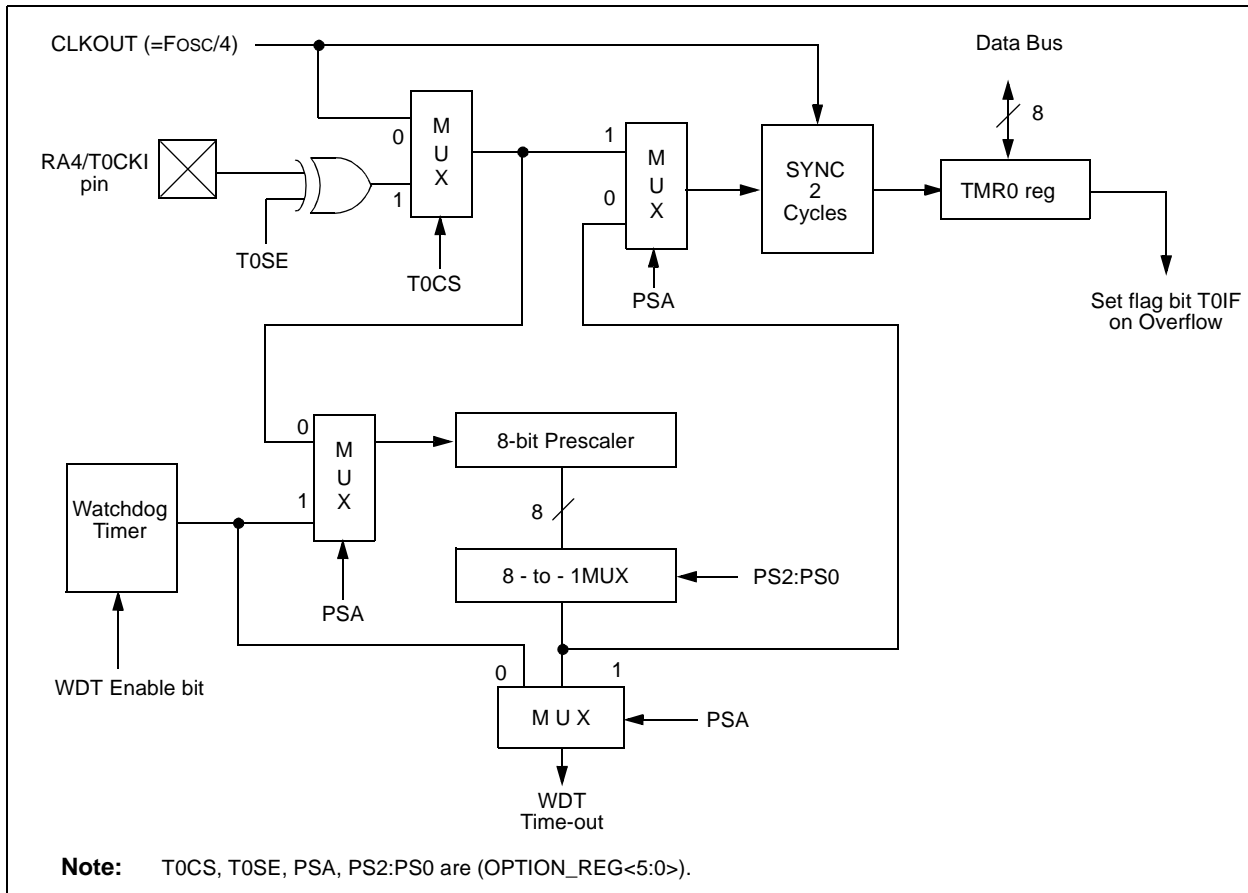 CLKOUT (=FOSC/4)
Data Bus
8
RA4/T0CKI
pin
T0SE
0
1
M
U
X
T0CS
1
0
M
U
X
PSA
SYNC
2
Cycles
TMR0 reg
Set flag bit T0IF
on Overflow
0
1
M
U
X
PSA
8-bit Prescaler
8
Watchdog
Timer
WDT Enable bit
8 - to - 1MUX
PS2:PS0
0
1
M U X
PSA
WDT
Time-out
Note: T0CS, T0SE, PSA, PS2:PS0 are (OPTION_REG<5:0>).